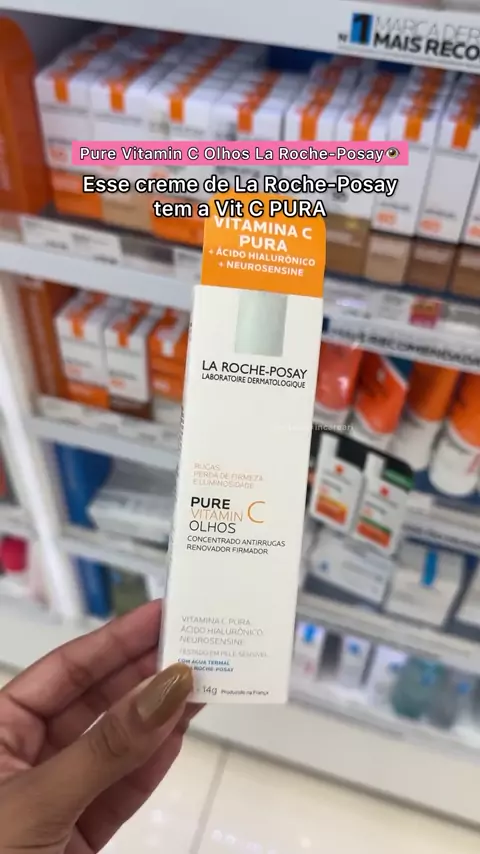 Nº1 MARCA DER
MAIS RECO
Pure Vitamin C Olhos La Roche-Posay👁
Esse creme de La Roche-Posay
tem a Vit C PURA
VITAMINA C
PURA
+ ÁCIDO HIALURÔNICO
+ NEUROSENSINE
LA ROCHE-POSAY
LABORATOIRE DERMATOLOGIQUE
RECOMENDADA
RUGAS,
PERDA DE FIRMEZA
E LUMINOSIDADE
PURE
VITAMIN C
OLHOS
CONCENTRADO ANTIRRUGAS
RENOVADOR FIRMADOR
VITAMINA C PURA,
ÁCIDO HIALURÔNICO,
NEUROSENSINE
TESTADO EM PELE SENSÍVEL
COM ÁGUA TERMAL
LA ROCHE-POSAY
14g Produzido na França